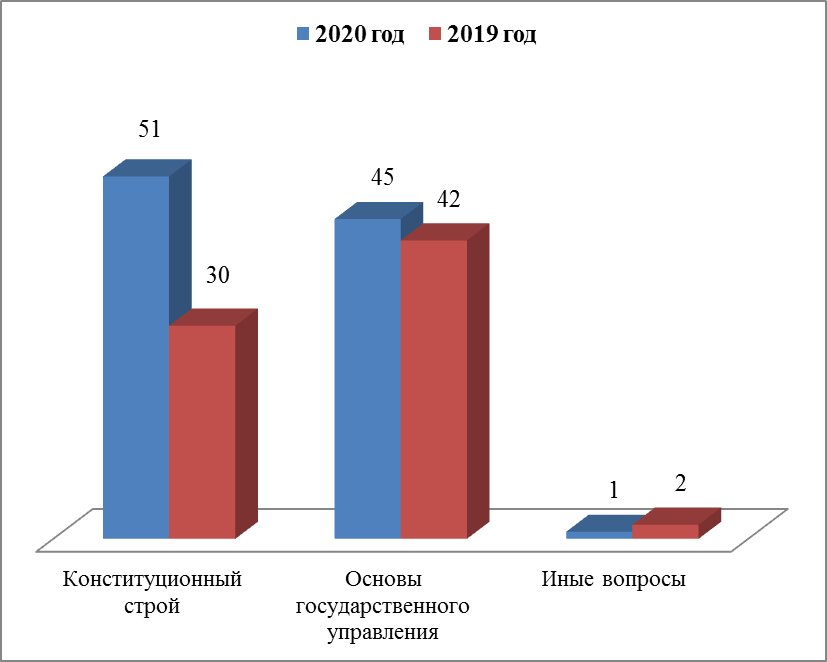 2020 год 2019 год
51
30
45
42
1
2
Конституционный
строй
Основы
государственного
управления
Иные вопросы